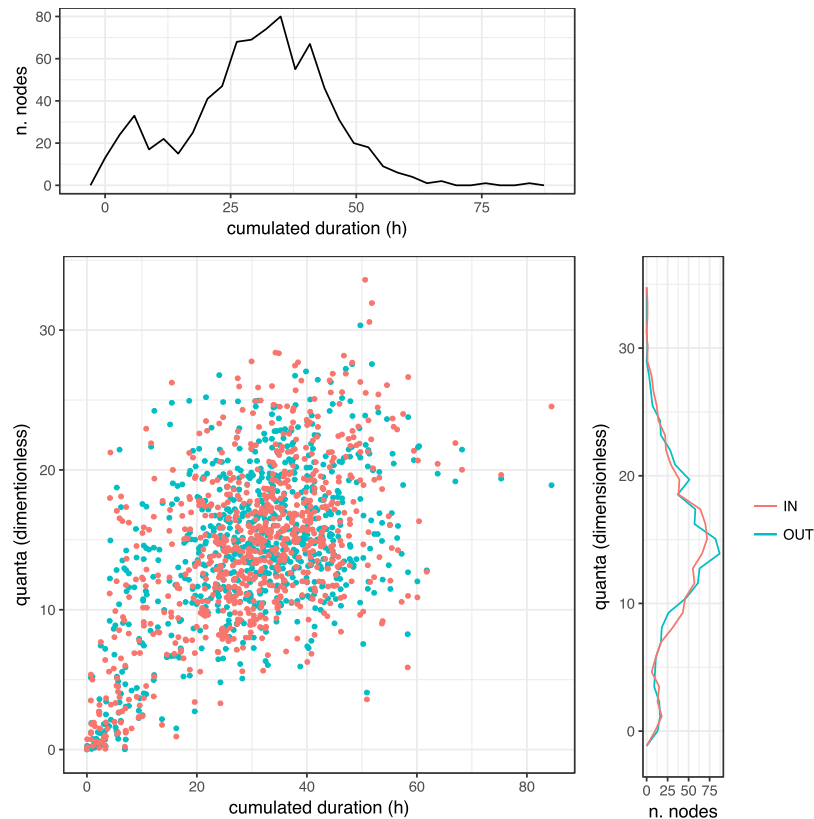 80
60
40
20
0
n. nodes
0 25 50 75
cumulated duration (h)
30
20
10
0
quanta (dimentionless)
0 20 40 60 80
cumulated duration (h)
30
20
10
0
quanta (dimensionless)
0 25 50 75
n. nodes
IN
OUT